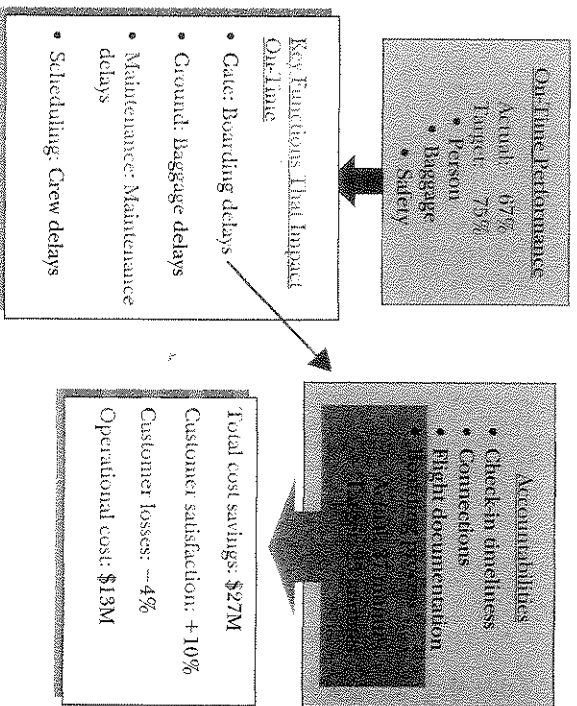 On-Time Performance
Actual: 67%
Target: 75%
• Person
• Baggage
• Safety
Key Functions That Impact
On-Time
• Gate: Boarding delays
• Ground: Baggage delays
• Maintenance: Maintenance
delays
• Scheduling: Crew delays
Accountabilities
• Check-in timeliness
• Connections
• Flight documentation
Total cost savings: $27M
Customer satisfaction: +10%
Customer losses: –4%
Operational cost: $13M